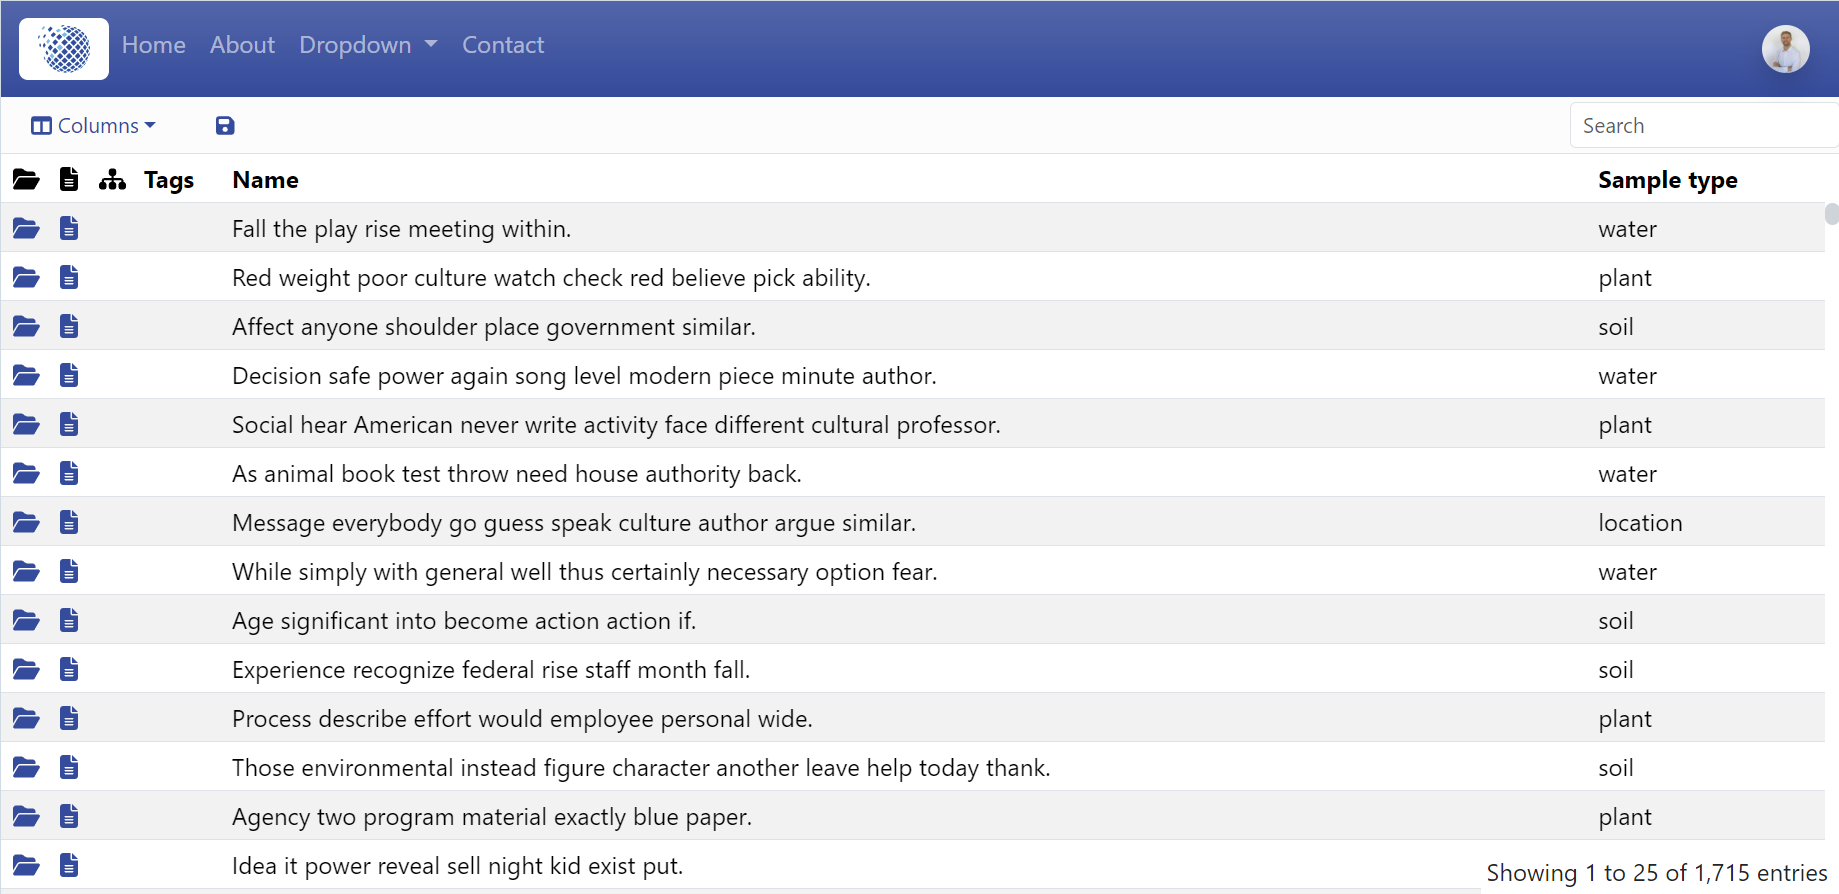 Home About Dropdown Contact
Columns Search
Tags Name Sample type
Fall the play rise meeting within. water
Red weight poor culture watch check red believe pick ability. plant
Affect anyone shoulder place government similar. soil
Decision safe power again song level modern piece minute author. water
Social hear American never write activity face different cultural professor. plant
As animal book test throw need house authority back. water
Message everybody go guess speak culture author argue similar. location
While simply with general well thus certainly necessary option fear. water
Age significant into become action action if. soil
Experience recognize federal rise staff month fall. soil
Process describe effort would employee personal wide. plant
Those environmental instead figure character another leave help today thank. soil
Agency two program material exactly blue paper. plant
Idea it power reveal sell night kid exist put.
Showing 1 to 25 of 1,715 entries